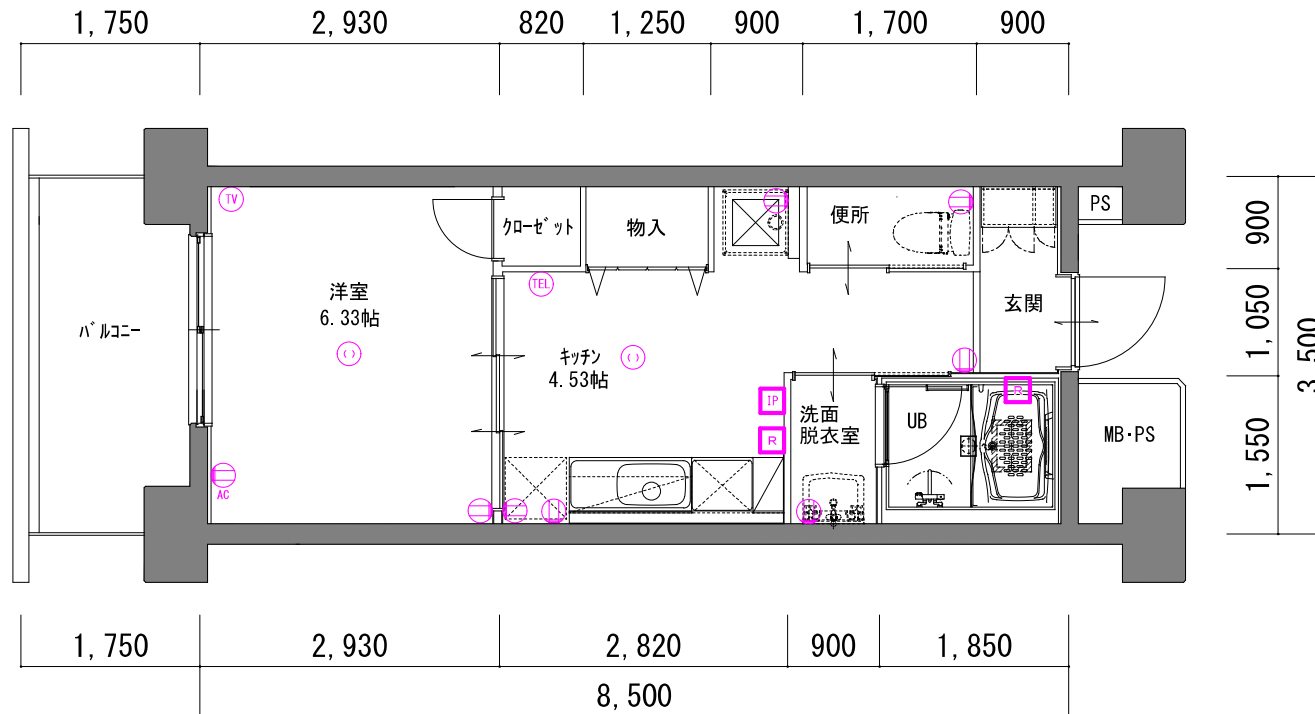 1,750
2,930
820
1,250
900
1,700
900
TV
クローゼット
物入
便所
PS
TEL
900
洋室
6.33帖
玄関
バルコニー
( )
キッチン
4.53帖
( )
1,050
3,500
R
IP
洗面
脱衣室
UB
MB・PS
R
1,550
AC
1,750
2,930
2,820
900
1,850
8,500